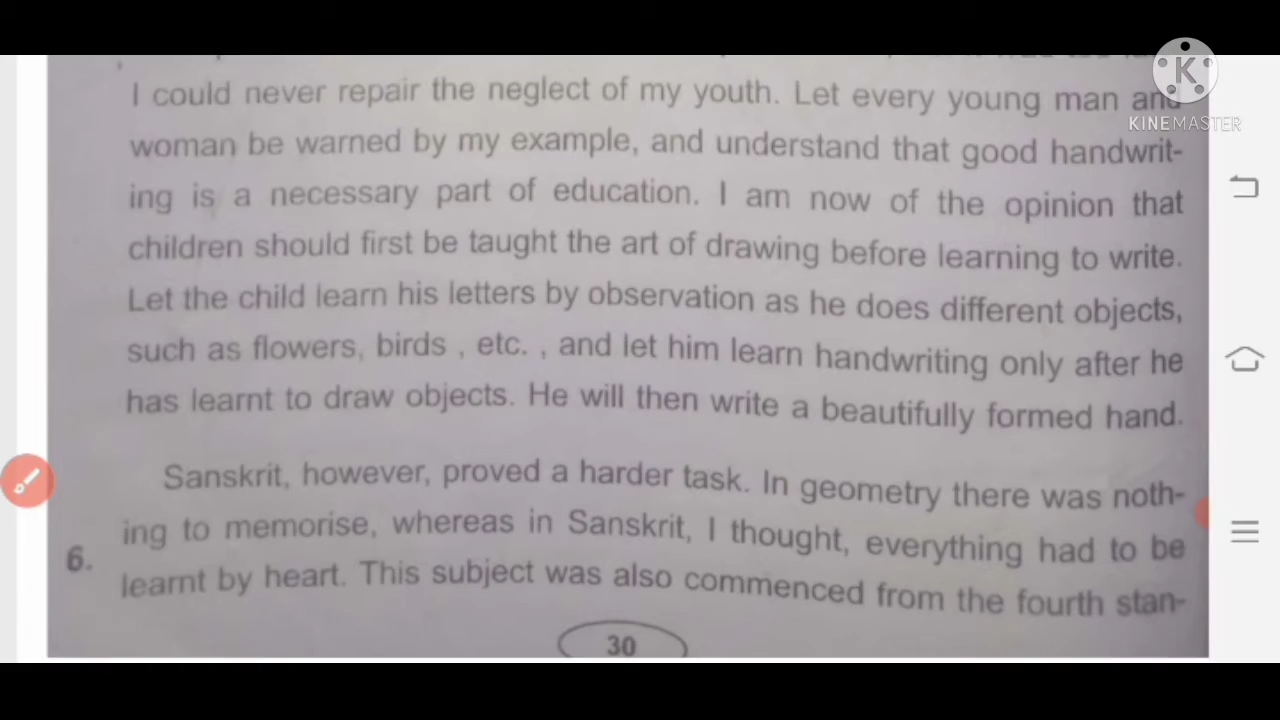 I could never repair the neglect of my youth. Let every young man and
woman be warned by my example, and understand that good handwrit-
ing is a necessary part of education. I am now of the opinion that
children should first be taught the art of drawing before learning to write.
Let the child learn his letters by observation as he does different objects,
such as flowers, birds , etc. , and let him learn handwriting only after he
has learnt to draw objects. He will then write a beautifully formed hand.
Sanskrit, however, proved a harder task. In geometry there was noth-
ing to memorise, whereas in Sanskrit, I thought, everything had to be
6.
learnt by heart. This subject was also commenced from the fourth stan-
30
K
KINEMASTER